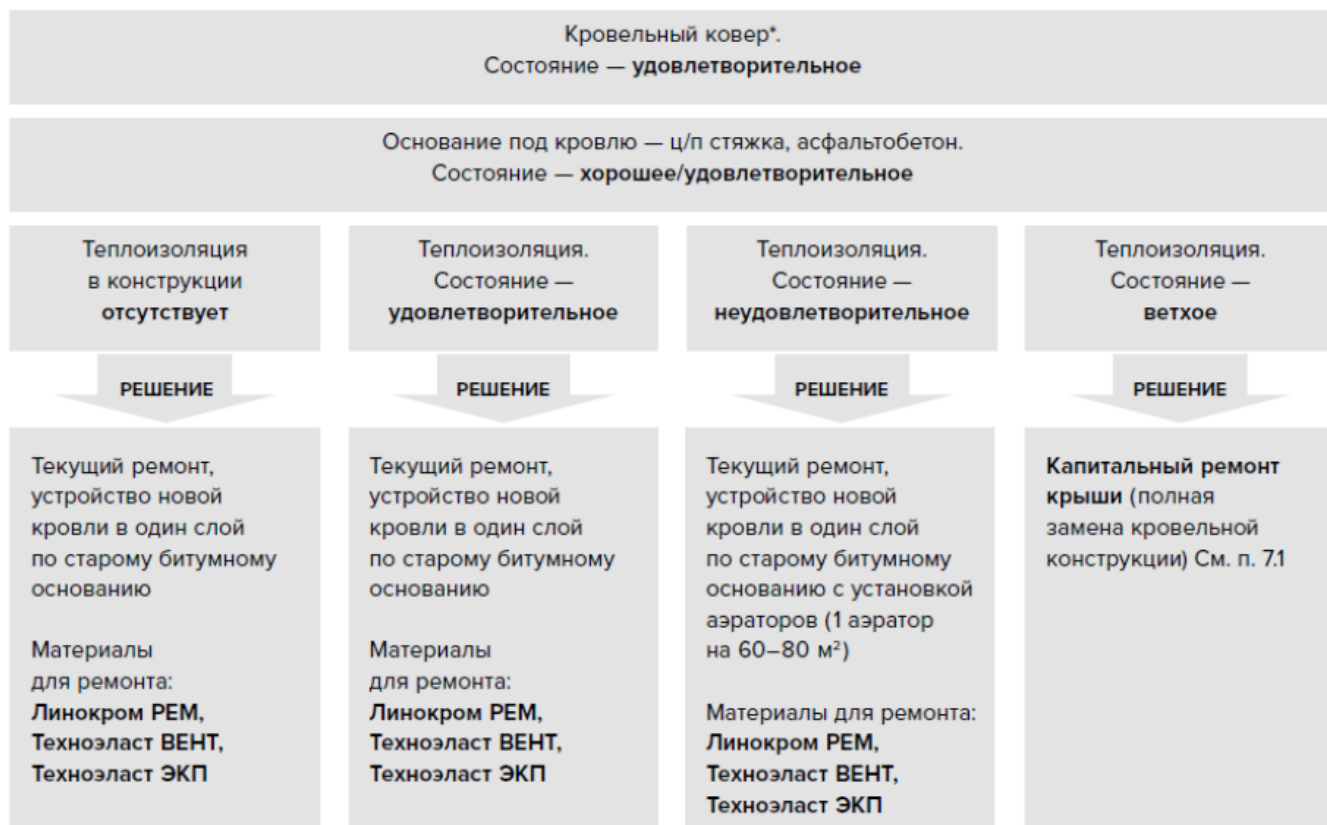 Кровельный ковер*.
Состояние — удовлетворительное
Основание под кровлю — ц/п стяжка, асфальтобетон.
Состояние — хорошее/удовлетворительное
Теплоизоляция
в конструкции
отсутствует
РЕШЕНИЕ
Текущий ремонт,
устройство новой
кровли в один слой
по старому битумному
основанию
Материалы
для ремонта:
Линокром РЕМ,
Техноэласт ВЕНТ,
Техноэласт ЭКП
Теплоизоляция.
Состояние —
удовлетворительное
РЕШЕНИЕ
Текущий ремонт,
устройство новой
кровли в один слой
по старому битумному
основанию
Материалы
для ремонта:
Линокром РЕМ,
Техноэласт ВЕНТ,
Техноэласт ЭКП
Теплоизоляция.
Состояние —
неудовлетворительное
РЕШЕНИЕ
Текущий ремонт,
устройство новой
кровли в один слой
по старому битумному
основанию с установкой
аэраторов (1 аэратор
на 60–80 м²)
Материалы для ремонта:
Линокром РЕМ,
Техноэласт ВЕНТ,
Техноэласт ЭКП
Теплоизоляция.
Состояние —
ветхое
РЕШЕНИЕ
Капитальный ремонт
крыши (полная
замена кровельной
конструкции) См. п. 7.1